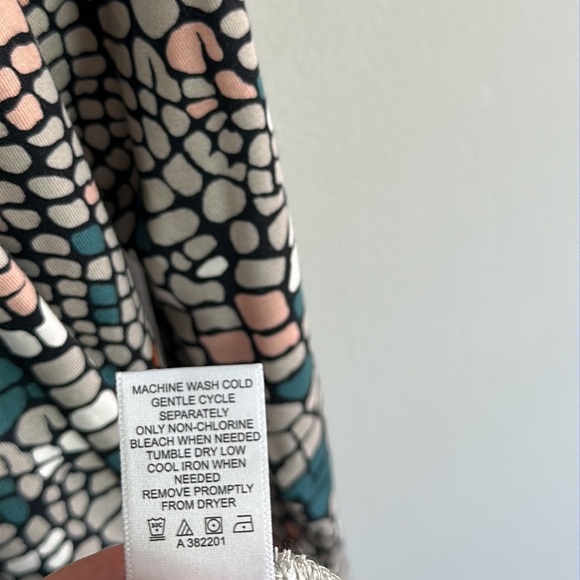 MACHINE WASH COLD
GENTLE CYCLE
SEPARATELY
ONLY NON-CHLORINE
BLEACH WHEN NEEDED
TUMBLE DRY LOW
COOL IRON WHEN
NEEDED
REMOVE PROMPTLY
FROM DRYER
30C
A 382201